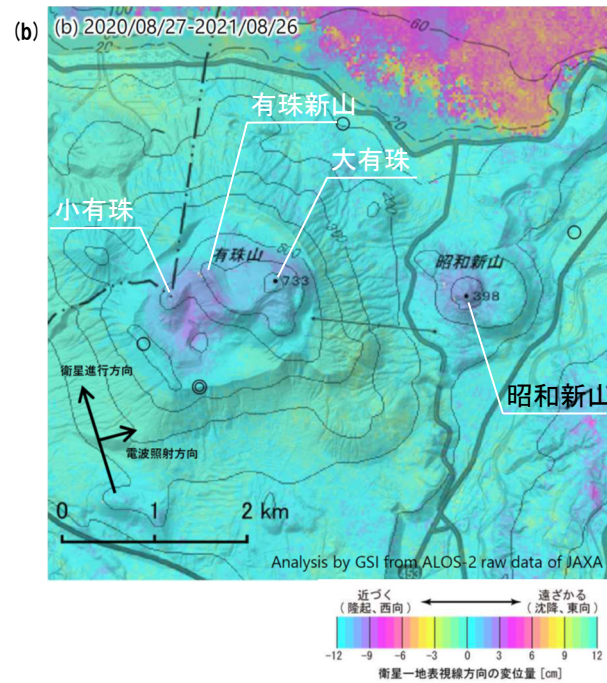 (b)
(b) 2020/08/27-2021/08/26
60
20
20
有珠新山
大有珠
小有珠
有珠山
733
昭和新山
398
昭和新山
衛星進行方向
電波照射方向
0 1 2 km
453
Analysis by GSI from ALOS-2 raw data of JAXA
近づく
(隆起、西向)
遠ざかる
(沈降、東向)
-12 -9 -6 -3 0 3 6 9 12
衛星−地表視線方向の変位量 [cm]